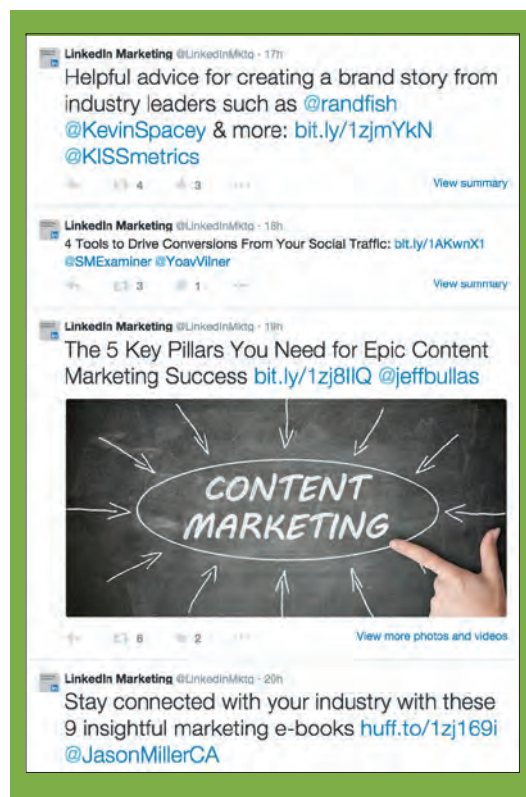 LinkedIn Marketing @LinkedInMktg · 17h
Helpful advice for creating a brand story from
industry leaders such as @randfish
@KevinSpacey & more: bit.ly/1zjmYkN
@KISSmetrics
4 3 View summary
LinkedIn Marketing @LinkedInMktg · 18h
4 Tools to Drive Conversions From Your Social Traffic: bit.ly/1AKwnX1
@SMExaminer @YoavVilner
3 1 View summary
LinkedIn Marketing @LinkedInMktg · 19h
The 5 Key Pillars You Need for Epic Content
Marketing Success bit.ly/1zj8IlQ @jeffbullas
CONTENT
MARKETING
6 2 View more photos and videos
LinkedIn Marketing @LinkedInMktg · 20h
Stay connected with your industry with these
9 insightful marketing e-books huff.to/1zj169i
@JasonMillerCA